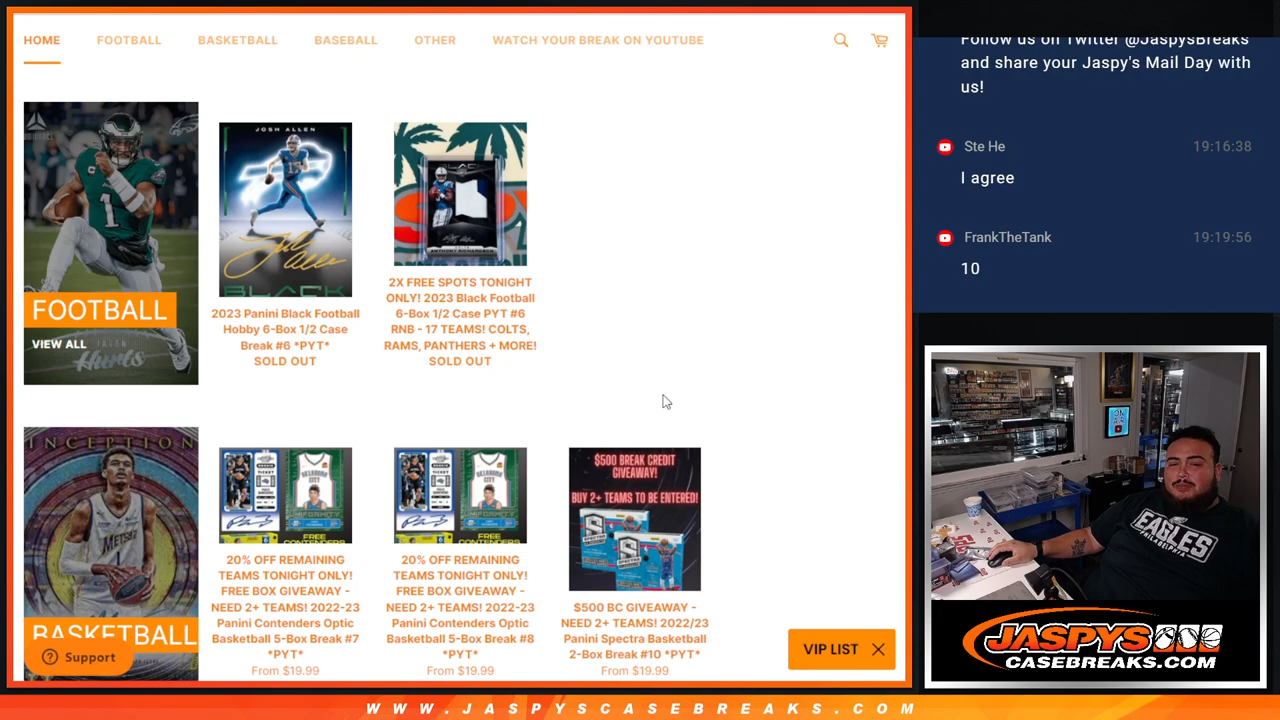 HOME FOOTBALL BASKETBALL BASEBALL OTHER WATCH YOUR BREAK ON YOUTUBE
FOOTBALL
VIEW ALL
JOSH ALLEN
BLACK
2023 Panini Black Football
Hobby 6-Box 1/2 Case
Break #6 *PYT*
SOLD OUT
2X FREE SPOTS TONIGHT
ONLY! 2023 Black Football
6-Box 1/2 Case PYT #6
RNB - 17 TEAMS! COLTS,
RAMS, PANTHERS + MORE!
SOLD OUT
INCEPTION
BASKETBALL
Support
20% OFF REMAINING
TEAMS TONIGHT ONLY!
FREE BOX GIVEAWAY -
NEED 2+ TEAMS! 2022-23
Panini Contenders Optic
Basketball 5-Box Break #7
*PYT*
From $19.99
20% OFF REMAINING
TEAMS TONIGHT ONLY!
FREE BOX GIVEAWAY -
NEED 2+ TEAMS! 2022-23
Panini Contenders Optic
Basketball 5-Box Break #8
*PYT*
From $19.99
$500 BREAK CREDIT
GIVEAWAY!
BUY 2+ TEAMS TO BE ENTERED!
$500 BC GIVEAWAY -
NEED 2+ TEAMS! 2022/23
Panini Spectra Basketball
2-Box Break #10 *PYT*
From $19.99
VIP LIST
Follow us on Twitter @JaspysBreaks
and share your Jaspy's Mail Day with
us!
Ste He 19:16:38
I agree
FrankTheTank 19:19:56
10
EAGLES
PHILADELPHIA
JASPYS
CASEBREAKS.COM
WWW.JASPYSCASEBREAKS.COM